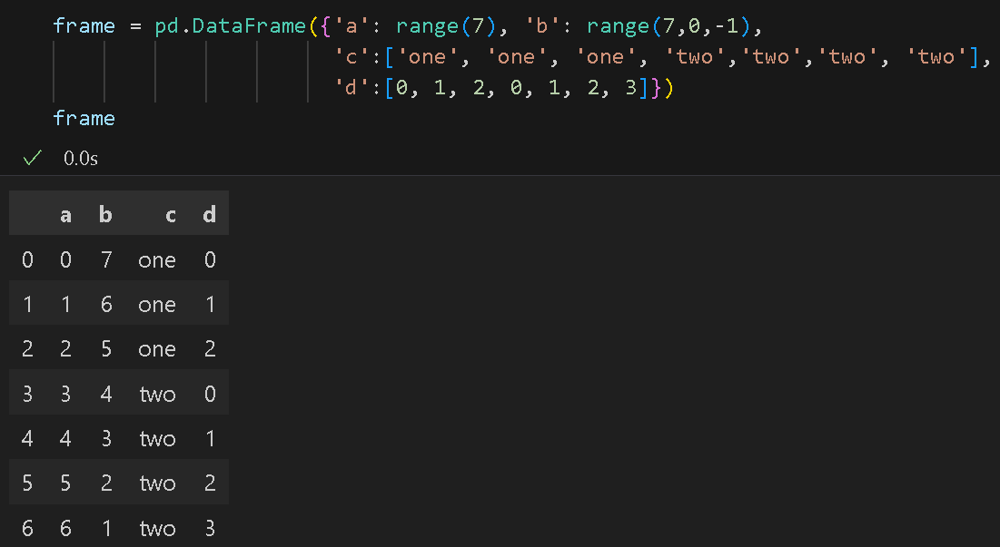 frame = pd.DataFrame({'a': range(7), 'b': range(7,0,-1),
'c':['one', 'one', 'one', 'two','two','two', 'two'],
'd':[0, 1, 2, 0, 1, 2, 3]})
frame
0.0s
a b c d
0 0 7 one 0
1 1 6 one 1
2 2 5 one 2
3 3 4 two 0
4 4 3 two 1
5 5 2 two 2
6 6 1 two 3